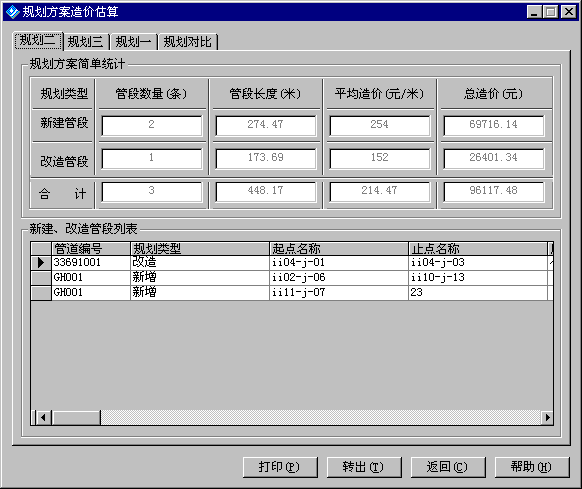 规划方案造价估算
规划二 规划三 规划一 规划对比
规划方案简单统计
规划类型 管段数量(条) 管段长度(米) 平均造价(元/米) 总造价(元)
新建管段 2 274.47 254 69716.14
改造管段 1 173.69 152 26401.34
合 计 3 448.17 214.47 96117.48
新建、改造管段列表
管道编号 规划类型 起点名称 止点名称
33691001 改造 ii04-j-01 ii04-j-03
GH001 新增 ii02-j-06 ii10-j-13
GH001 新增 ii11-j-07 23
打印(P) 转出(T) 返回(C) 帮助(H)